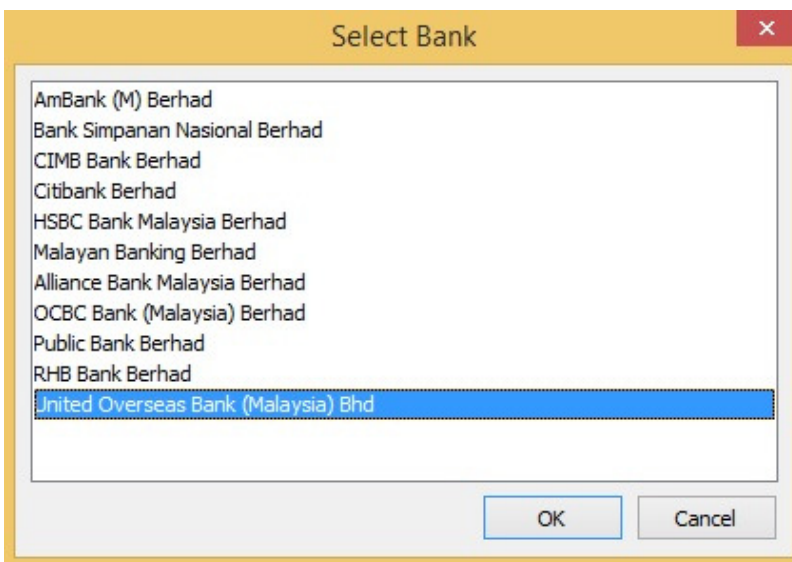 Select Bank
AmBank (M) Berhad
Bank Simpanan Nasional Berhad
CIMB Bank Berhad
Citibank Berhad
HSBC Bank Malaysia Berhad
Malayan Banking Berhad
Alliance Bank Malaysia Berhad
OCBC Bank (Malaysia) Berhad
Public Bank Berhad
RHB Bank Berhad
United Overseas Bank (Malaysia) Bhd
OK Cancel